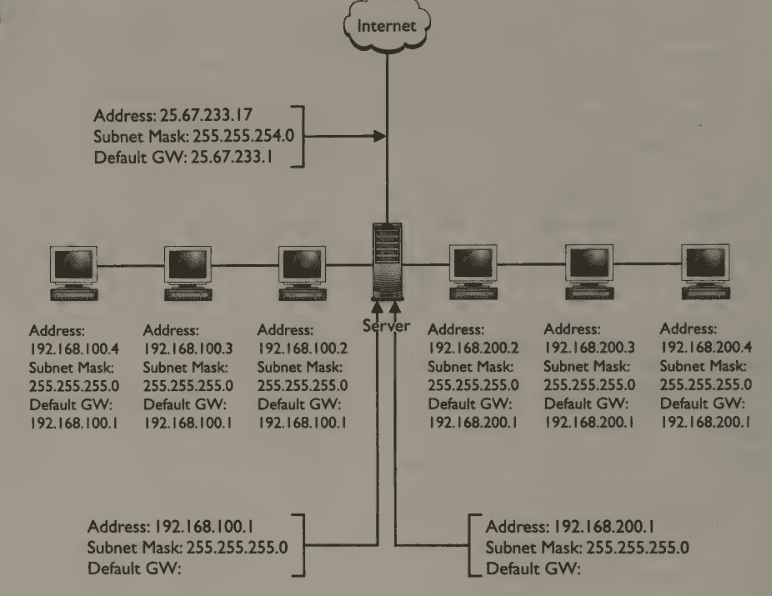 Internet
Address: 25.67.233.17
Subnet Mask: 255.255.254.0
Default GW: 25.67.233.1
Server
Address:
192.168.100.4
Subnet Mask:
255.255.255.0
Default GW:
192.168.100.1
Address:
192.168.100.3
Subnet Mask:
255.255.255.0
Default GW:
192.168.100.1
Address:
192.168.100.2
Subnet Mask:
255.255.255.0
Default GW:
192.168.100.1
Address:
192.168.200.2
Subnet Mask:
255.255.255.0
Default GW:
192.168.200.1
Address:
192.168.200.3
Subnet Mask:
255.255.255.0
Default GW:
192.168.200.1
Address:
192.168.200.4
Subnet Mask:
255.255.255.0
Default GW:
192.168.200.1
Address: 192.168.100.1
Subnet Mask: 255.255.255.0
Default GW:
Address: 192.168.200.1
Subnet Mask: 255.255.255.0
Default GW: